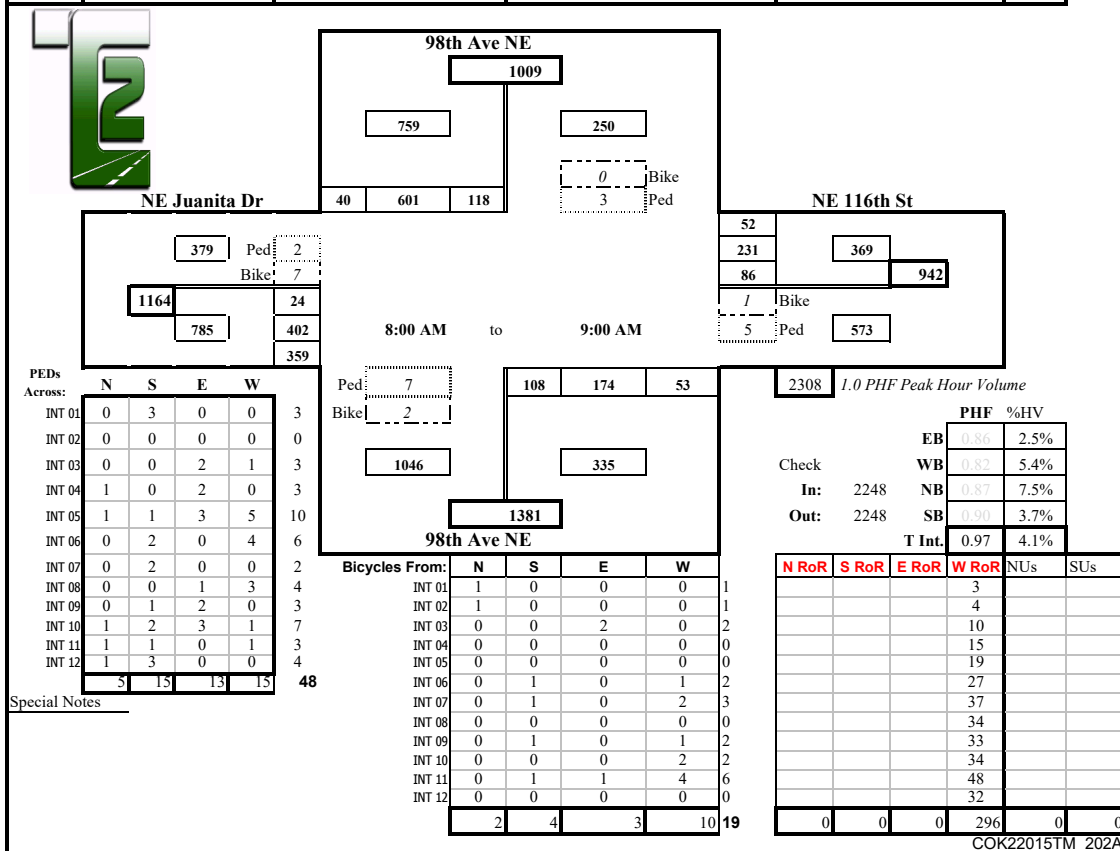 T2
98th Ave NE
1009
759 250
0 Bike
3 Ped
NE Juanita Dr 40 601 118 NE 116th St
52
379 Ped 2 231 369
Bike 7 86 942
1164 24 1 Bike
785 402 8:00 AM to 9:00 AM 5 Ped 573
359
PEDs Across: N S E W
INT 01 0 3 0 0 3
INT 02 0 0 0 0 0
INT 03 0 0 2 1 3
INT 04 1 0 2 0 3
INT 05 1 1 3 5 10
INT 06 0 2 0 4 6
INT 07 0 2 0 0 2
INT 08 0 0 1 3 4
INT 09 0 1 2 0 3
INT 10 1 2 3 1 7
INT 11 1 1 0 1 3
INT 12 1 3 0 0 4
5 15 13 15 48
Special Notes
Ped 7 108 174 53
Bike 2
1046 335
1381
98th Ave NE
2308 1.0 PHF Peak Hour Volume
PHF %HV
EB 0.86 2.5%
Check WB 0.82 5.4%
In: 2248 NB 0.87 7.5%
Out: 2248 SB 0.90 3.7%
T Int. 0.97 4.1%
Bicycles From: N S E W
INT 01 1 0 0 0 1
INT 02 1 0 0 0 1
INT 03 0 0 2 0 2
INT 04 0 0 0 0 0
INT 05 0 0 0 0 0
INT 06 0 1 0 1 2
INT 07 0 1 0 2 3
INT 08 0 0 0 0 0
INT 09 0 1 0 1 2
INT 10 0 0 0 2 2
INT 11 0 1 1 4 6
INT 12 0 0 0 0 0
2 4 3 10 19
N RoR S RoR E RoR W RoR NUs SUs
3
4
10
15
19
27
37
34
33
34
48
32
0 0 0 296 0 0
COK22015TM_202A